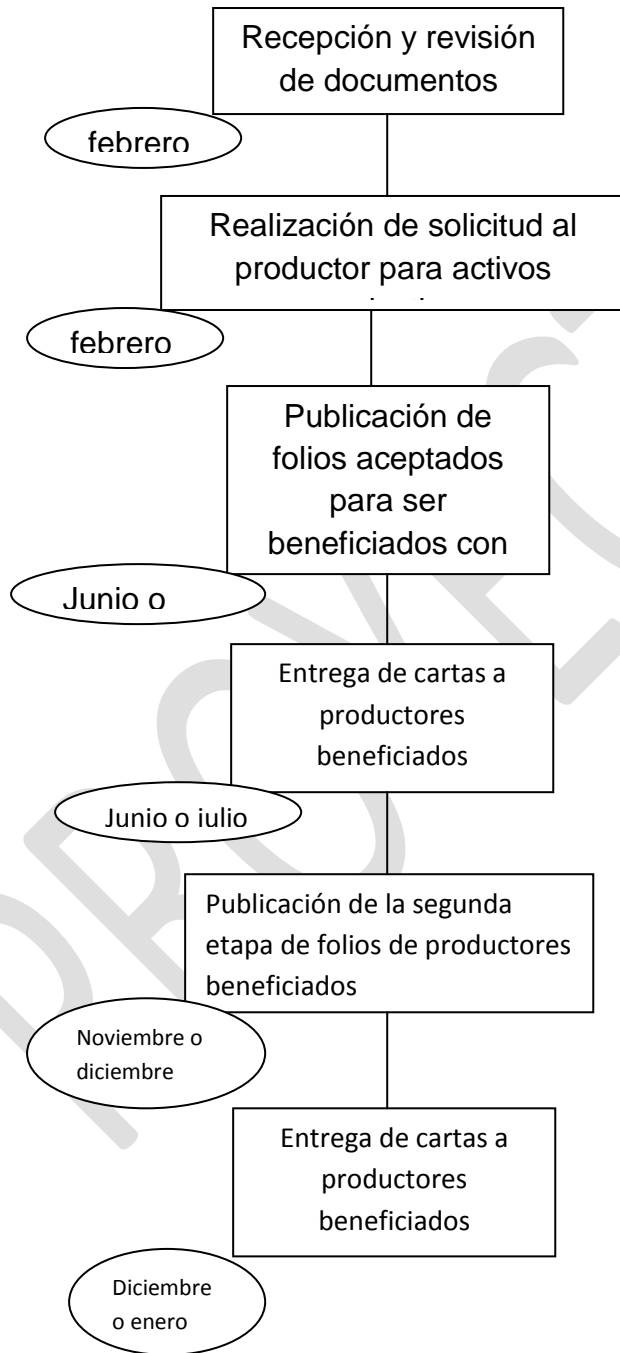 Recepción y revisión
de documentos
febrero
Realización de solicitud al
productor para activos
febrero
Publicación de
folios aceptados
para ser
beneficiados con
Junio o
Entrega de cartas a
productores
beneficiados
Junio o julio
Publicación de la segunda
etapa de folios de productores
beneficiados
Noviembre o
diciembre
Entrega de cartas a
productores
beneficiados
Diciembre
o enero